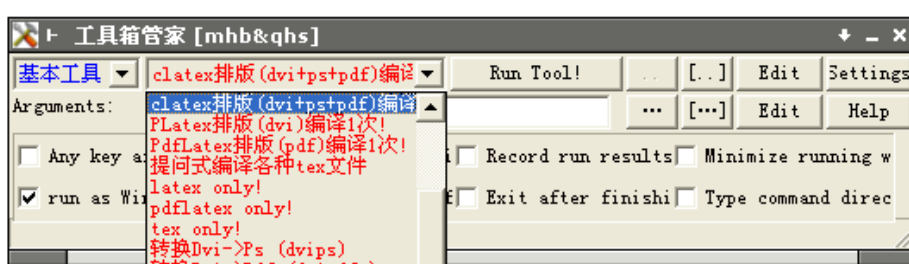 工具箱管家 [mhb&qhs]
基本工具 clatex排版(dvi+ps+pdf)编译 Run Tool! .. [..] Edit Settings
Arguments: ... [...] Edit Help
clatex排版(dvi+ps+pdf)编译
PLatex排版(dvi)编译1次!
PdfLatex排版(pdf)编译1次!
提问式编译各种tex文件
latex only!
pdflatex only!
tex only!
转换Dvi->Ps (dvips)
Any key Record run results Minimize running w
run as Exit after finishi Type command direc